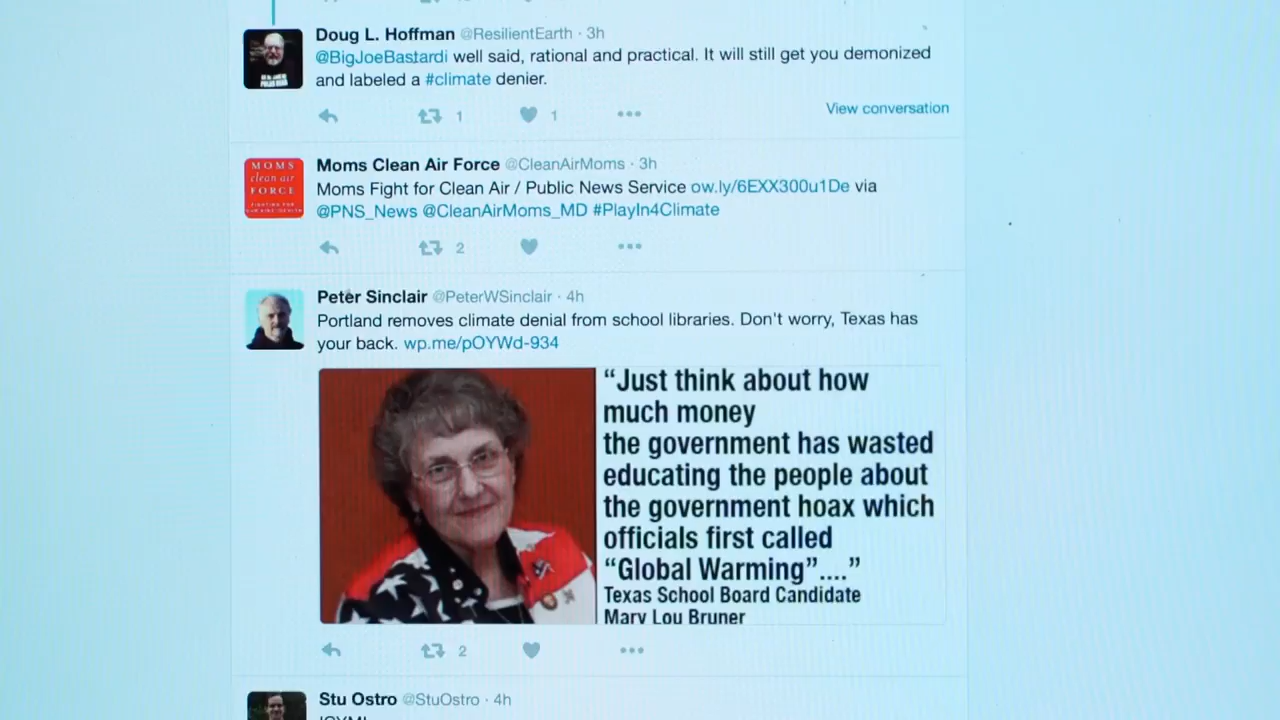 Doug L. Hoffman @ResilientEarth · 3h
@BigJoeBastardi well said, rational and practical. It will still get you demonized
and labeled a #climate denier.
1 1 View conversation
MOMS
clean air
FORCE
Moms Clean Air Force @CleanAirMoms · 3h
Moms Fight for Clean Air / Public News Service ow.ly/6EXX300u1De via
@PNS_News @CleanAirMoms_MD #PlayIn4Climate
2
Peter Sinclair @PeterWSinclair · 4h
Portland removes climate denial from school libraries. Don't worry, Texas has
your back. wp.me/pOYWd-934
“Just think about how
much money
the government has wasted
educating the people about
the government hoax which
officials first called
“Global Warming”....”
Texas School Board Candidate
Mary Lou Bruner
2
Stu Ostro @StuOstro · 4h